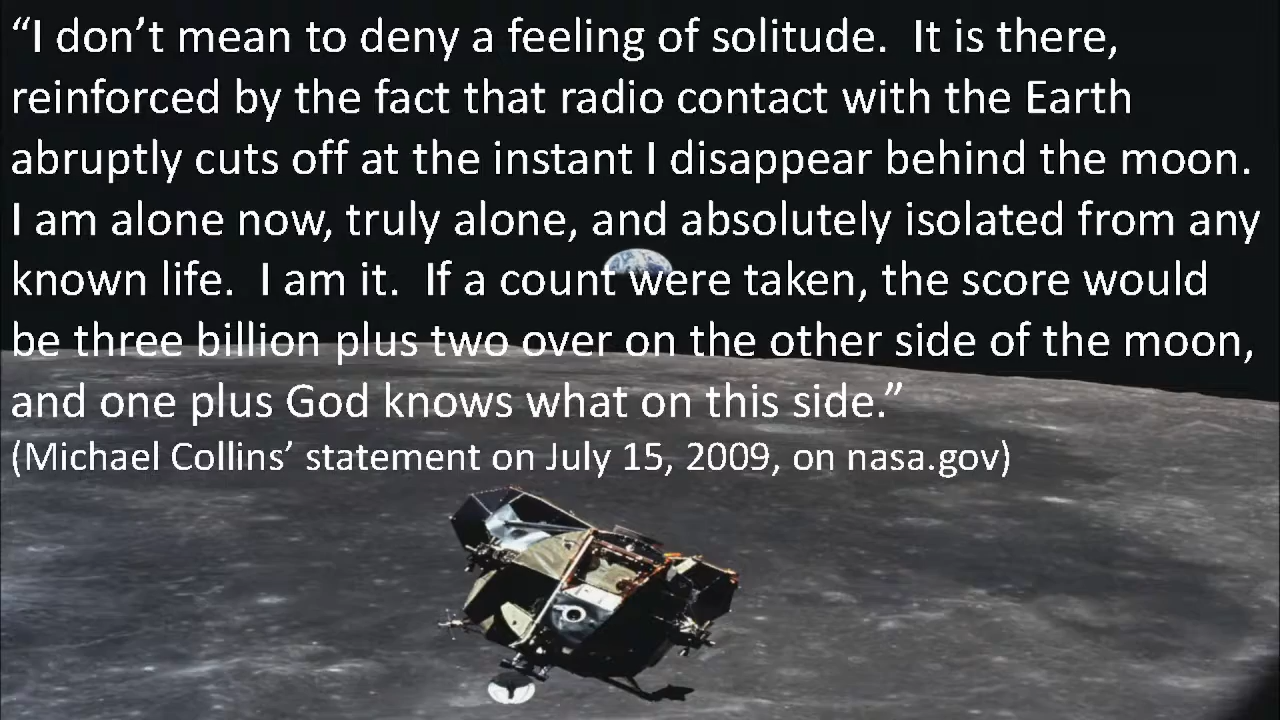 “I don’t mean to deny a feeling of solitude.  It is there,
reinforced by the fact that radio contact with the Earth
abruptly cuts off at the instant I disappear behind the moon.
I am alone now, truly alone, and absolutely isolated from any
known life.  I am it.  If a count were taken, the score would
be three billion plus two over on the other side of the moon,
and one plus God knows what on this side.”
(Michael Collins’ statement on July 15, 2009, on nasa.gov)